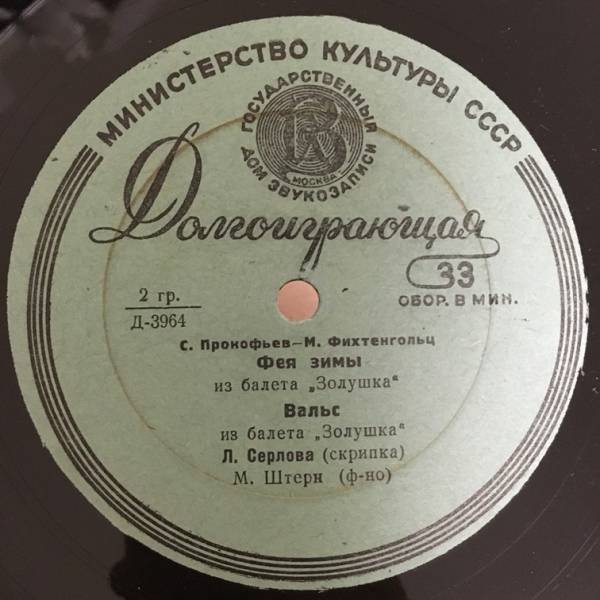 МИНИСТЕРСТВО КУЛЬТУРЫ СССР
ГОСУДАРСТВЕННЫЙ
ДОМ ЗВУКОЗАПИСИ
МОСКВА
Долгоиграющая
33
ОБОР. В МИН.
2 гр.
Д-3964
С. Прокофьев—М. Фихтенгольц
Фея зимы
из балета „Золушка“
Вальс
из балета „Золушка“
Л. Серлова (скрипка)
М. Штерн (ф-но)